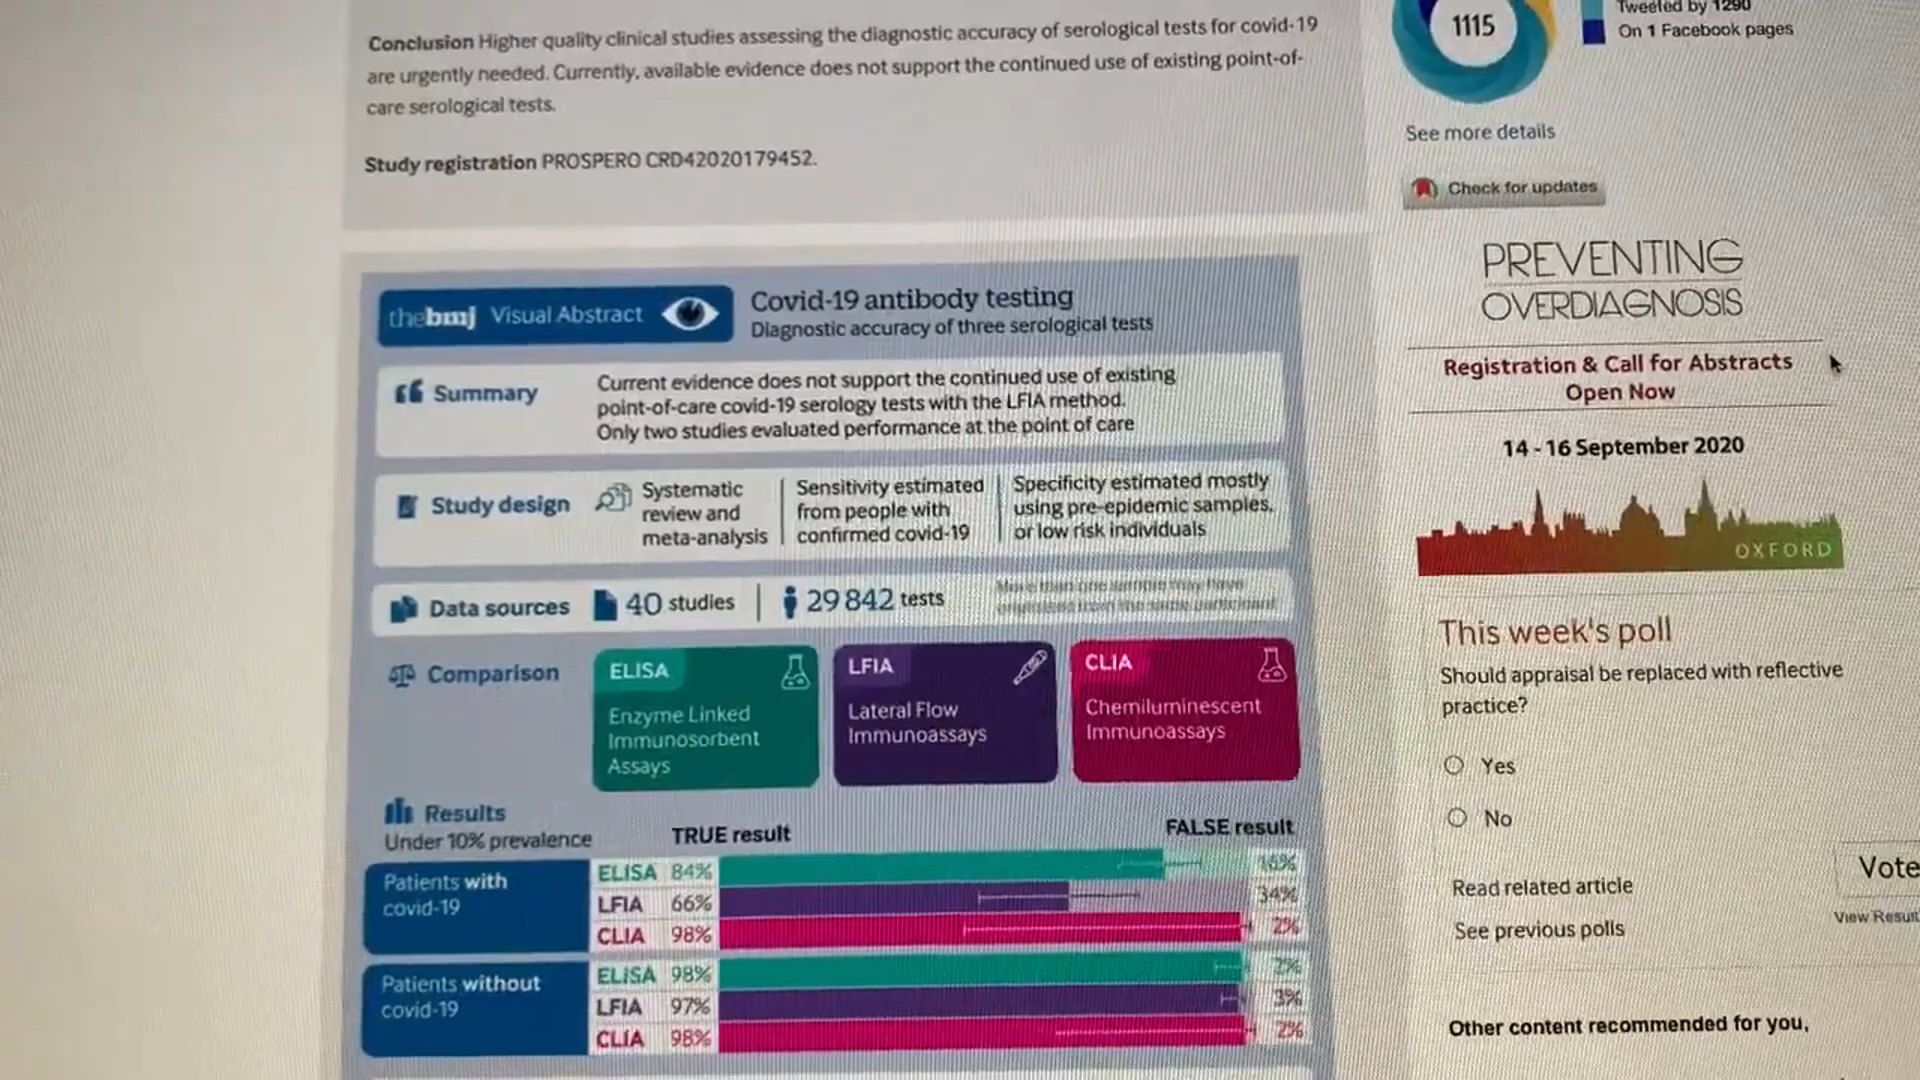 Conclusion Higher quality clinical studies assessing the diagnostic accuracy of serological tests for covid-19
are urgently needed. Currently, available evidence does not support the continued use of existing point-of-
care serological tests.
Study registration PROSPERO CRD42020179452.
thebmj Visual Abstract
Covid-19 antibody testing
Diagnostic accuracy of three serological tests
Summary
Current evidence does not support the continued use of existing
point-of-care covid-19 serology tests with the LFIA method.
Only two studies evaluated performance at the point of care
Study design
Systematic
review and
meta-analysis
Sensitivity estimated
from people with
confirmed covid-19
Specificity estimated mostly
using pre-epidemic samples,
or low risk individuals
Data sources
40 studies
29 842 tests
More than one sample may have
originated from the same participant
Comparison
ELISA
Enzyme Linked
Immunosorbent
Assays
LFIA
Lateral Flow
Immunoassays
CLIA
Chemiluminescent
Immunoassays
Results
Under 10% prevalence
TRUE result
FALSE result
Patients with
covid-19
ELISA 84% 16%
LFIA 66% 34%
CLIA 98% 2%
Patients without
covid-19
ELISA 98% 2%
LFIA 97% 3%
CLIA 98% 2%
1115
Tweeted by 1290
On 1 Facebook pages
See more details
Check for updates
PREVENTING
OVERDIAGNOSIS
Registration & Call for Abstracts
Open Now
14 - 16 September 2020
OXFORD
This week's poll
Should appraisal be replaced with reflective
practice?
Yes
No
Vote
Read related article
View Result
See previous polls
Other content recommended for you,